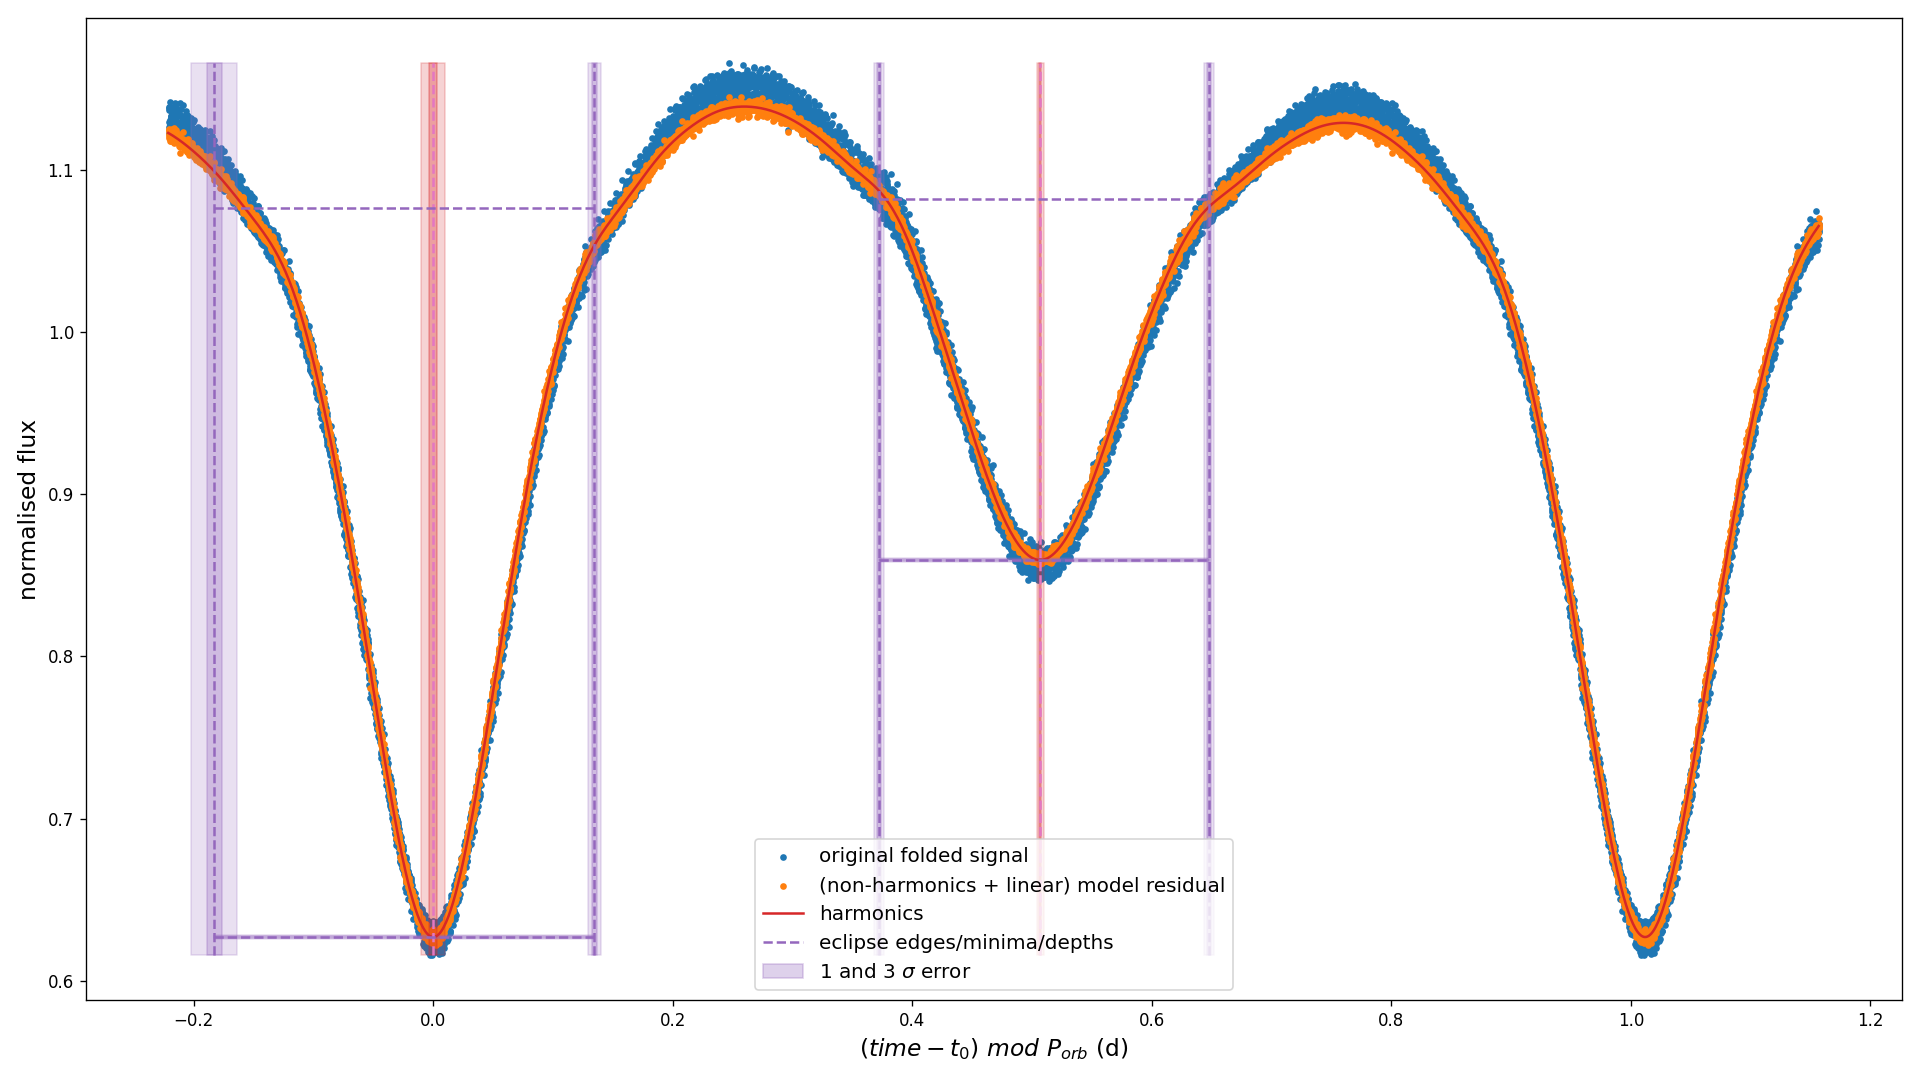 normalised flux
1.1
1.0
0.9
0.8
0.7
0.6
original folded signal
(non-harmonics + linear) model residual
harmonics
eclipse edges/minima/depths
1 and 3 σ error
−0.2 0.0 0.2 0.4 0.6 0.8 1.0 1.2
(time − t₀) mod P_orb (d)